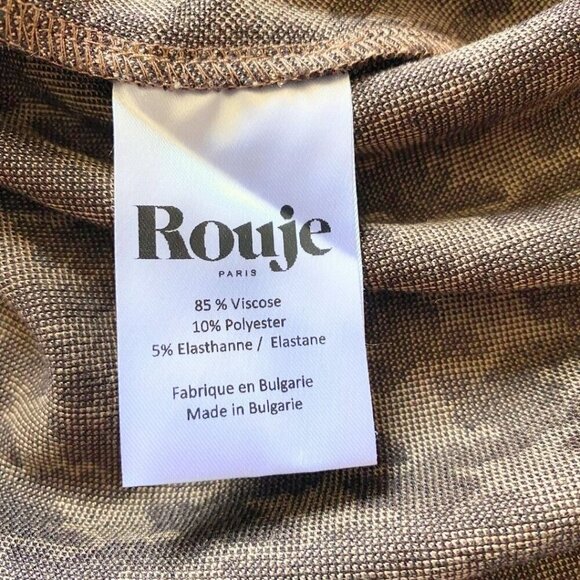 Rouje
PARIS
85 % Viscose
10% Polyester
5% Elasthanne / Elastane
Fabrique en Bulgarie
Made in Bulgarie